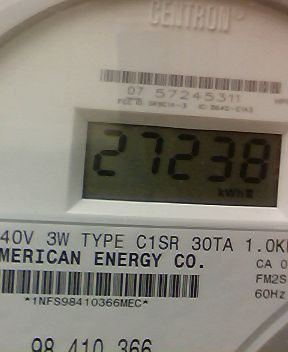 CENTRON®
07 57245311
27238
kWh
40V 3W TYPE C1SR 30TA 1.0K
MERICAN ENERGY CO.
CA 0
FM2S
60Hz
*1NFS98410366MEC*
98 410 366